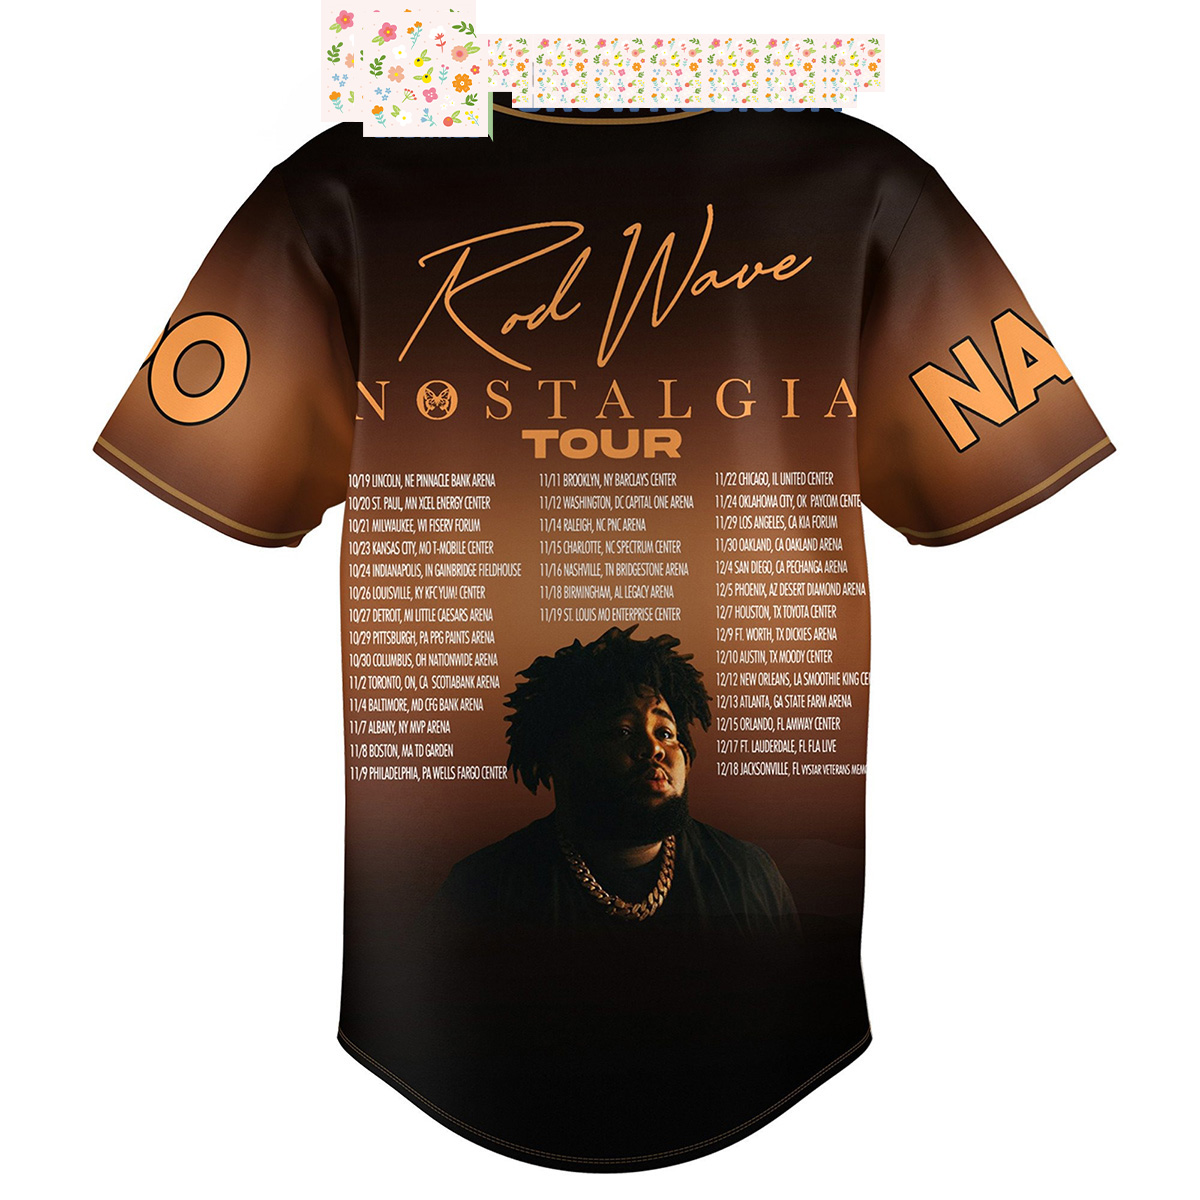 Rod Wave
NOSTALGIA
TOUR
O
NA
10/19 LINCOLN, NE PINNACLE BANK ARENA
10/20 ST. PAUL, MN XCEL ENERGY CENTER
10/21 MILWAUKEE, WI FISERV FORUM
10/23 KANSAS CITY, MO T-MOBILE CENTER
10/24 INDIANAPOLIS, IN GAINBRIDGE FIELDHOUSE
10/26 LOUISVILLE, KY KFC YUM! CENTER
10/27 DETROIT, MI LITTLE CAESARS ARENA
10/29 PITTSBURGH, PA PPG PAINTS ARENA
10/30 COLUMBUS, OH NATIONWIDE ARENA
11/2 TORONTO, ON, CA SCOTIABANK ARENA
11/4 BALTIMORE, MD CFG BANK ARENA
11/7 ALBANY, NY MVP ARENA
11/8 BOSTON, MA TD GARDEN
11/9 PHILADELPHIA, PA WELLS FARGO CENTER
11/11 BROOKLYN, NY BARCLAYS CENTER
11/12 WASHINGTON, DC CAPITAL ONE ARENA
11/14 RALEIGH, NC PNC ARENA
11/15 CHARLOTTE, NC SPECTRUM CENTER
11/16 NASHVILLE, TN BRIDGESTONE ARENA
11/18 BIRMINGHAM, AL LEGACY ARENA
11/19 ST. LOUIS MO ENTERPRISE CENTER
11/22 CHICAGO, IL UNITED CENTER
11/24 OKLAHOMA CITY, OK PAYCOM CENTE
11/29 LOS ANGELES, CA KIA FORUM
11/30 OAKLAND, CA OAKLAND ARENA
12/4 SAN DIEGO, CA PECHANGA ARENA
12/5 PHOENIX, AZ DESERT DIAMOND ARENA
12/7 HOUSTON, TX TOYOTA CENTER
12/9 FT. WORTH, TX DICKIES ARENA
12/10 AUSTIN, TX MOODY CENTER
12/12 NEW ORLEANS, LA SMOOTHIE KING CE
12/13 ATLANTA, GA STATE FARM ARENA
12/15 ORLANDO, FL AMWAY CENTER
12/17 FT. LAUDERDALE, FL FLA LIVE
12/18 JACKSONVILLE, FL VYSTAR VETERANS MEM